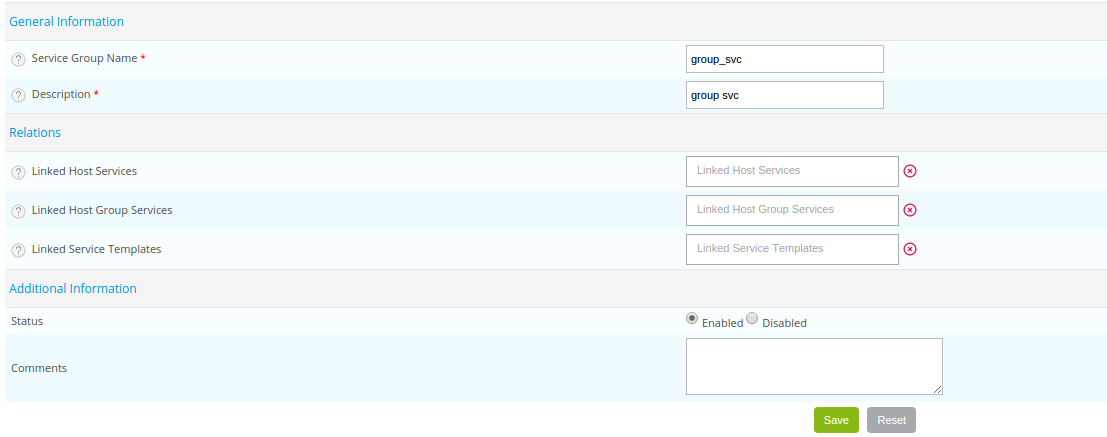 General Information
? Service Group Name * group_svc
? Description * group svc
Relations
? Linked Host Services Linked Host Services
? Linked Host Group Services Linked Host Group Services
? Linked Service Templates Linked Service Templates
Additional Information
Status Enabled Disabled
Comments
Save Reset